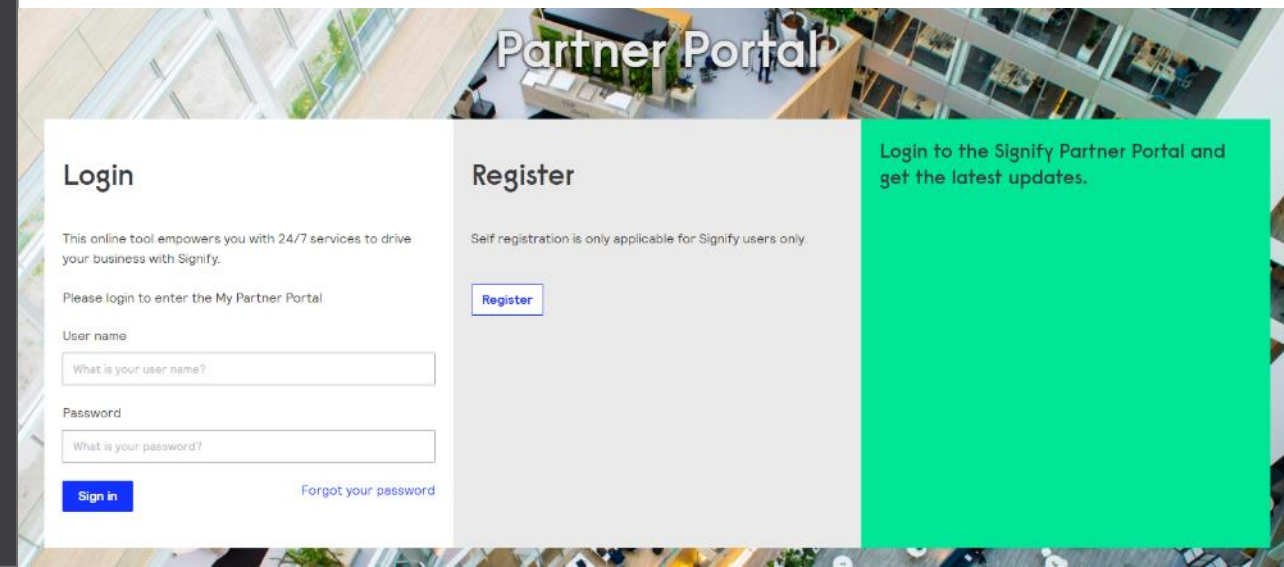 Partner Portal
Login
This online tool empowers you with 24/7 services to drive
your business with Signify.
Please login to enter the My Partner Portal
User name
What is your user name?
Password
What is your password?
Sign in
Forgot your password
Register
Self registration is only applicable for Signify users only.
Register
Login to the Signify Partner Portal and
get the latest updates.